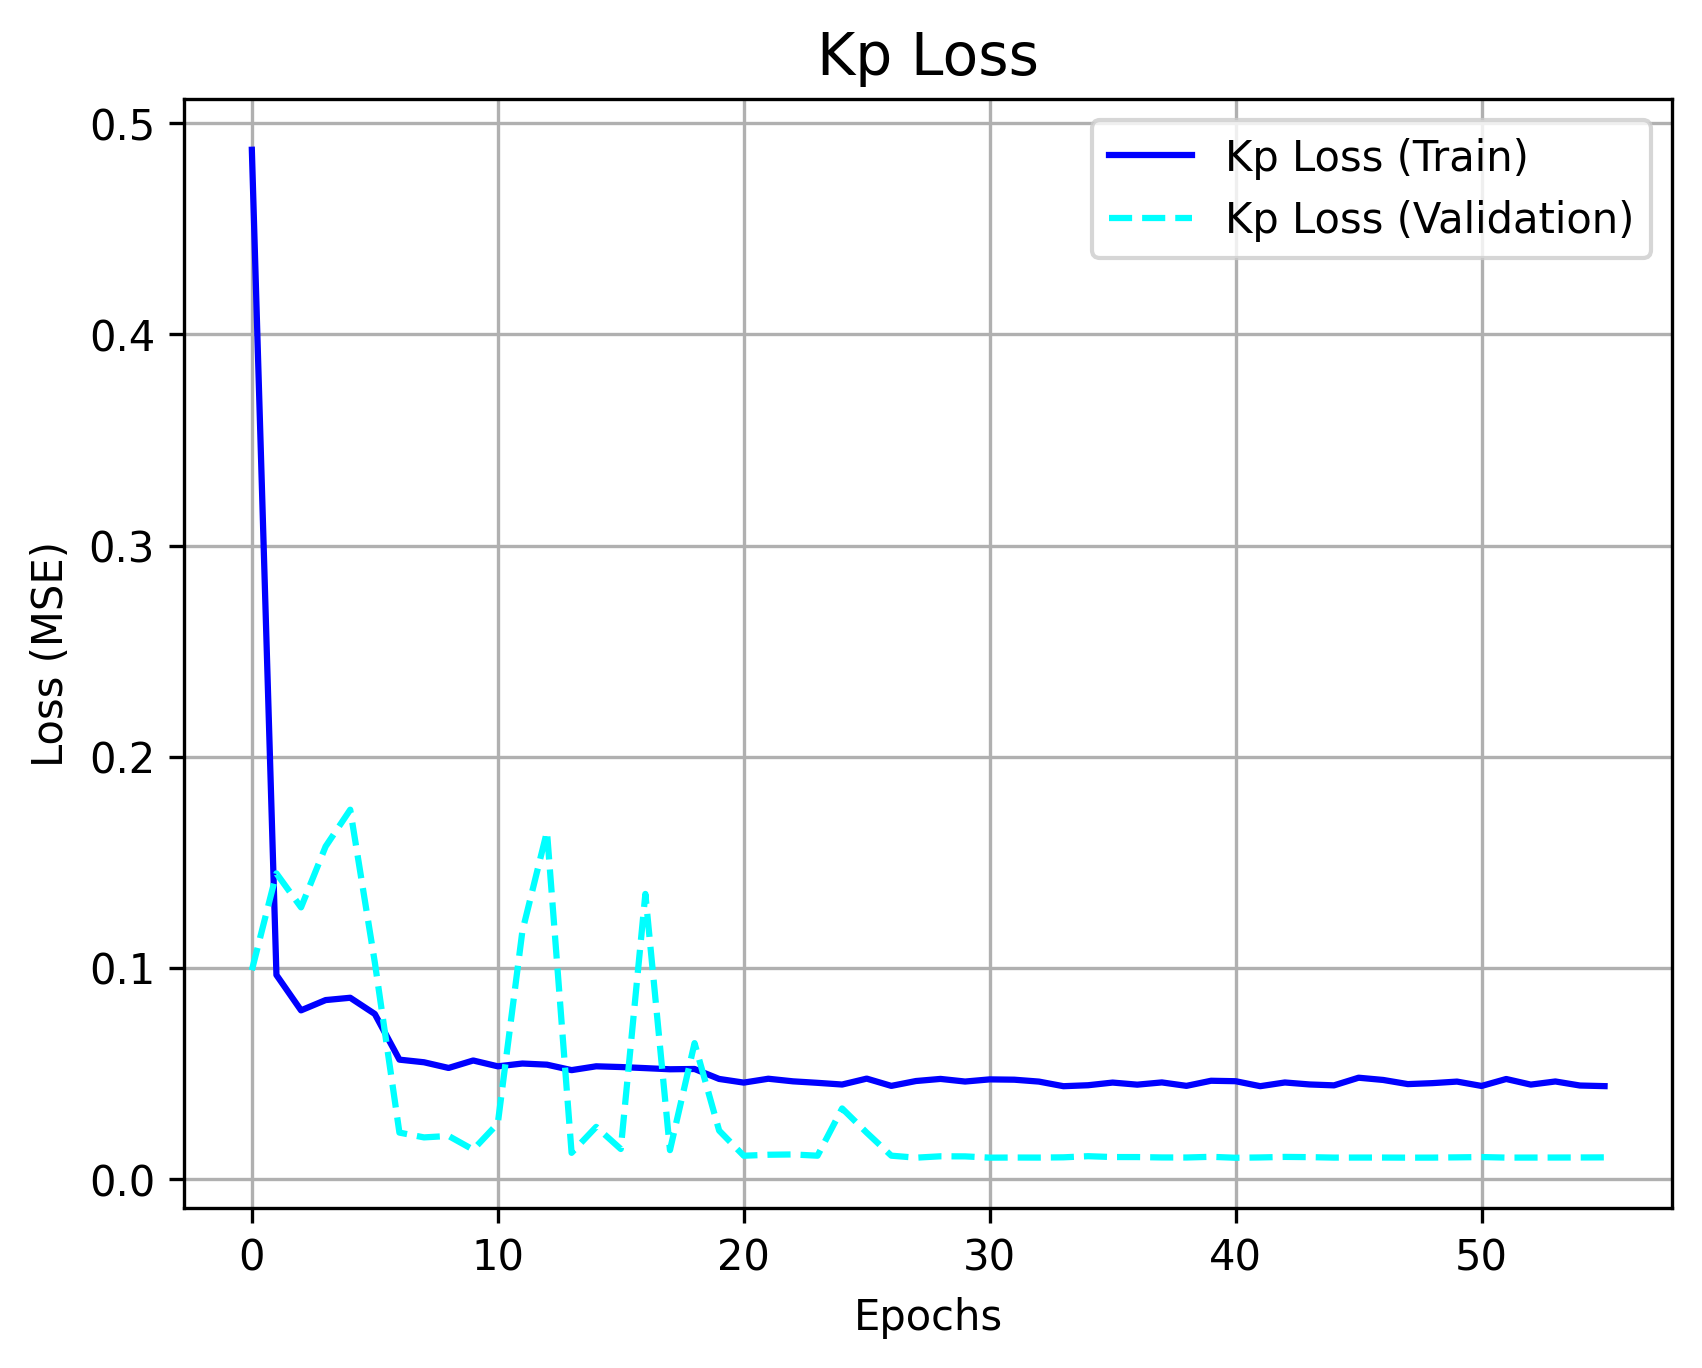 Kp Loss
Kp Loss (Train)
Kp Loss (Validation)
0.5
0.4
0.3
0.2
0.1
0.0
Loss (MSE)
0 10 20 30 40 50
Epochs